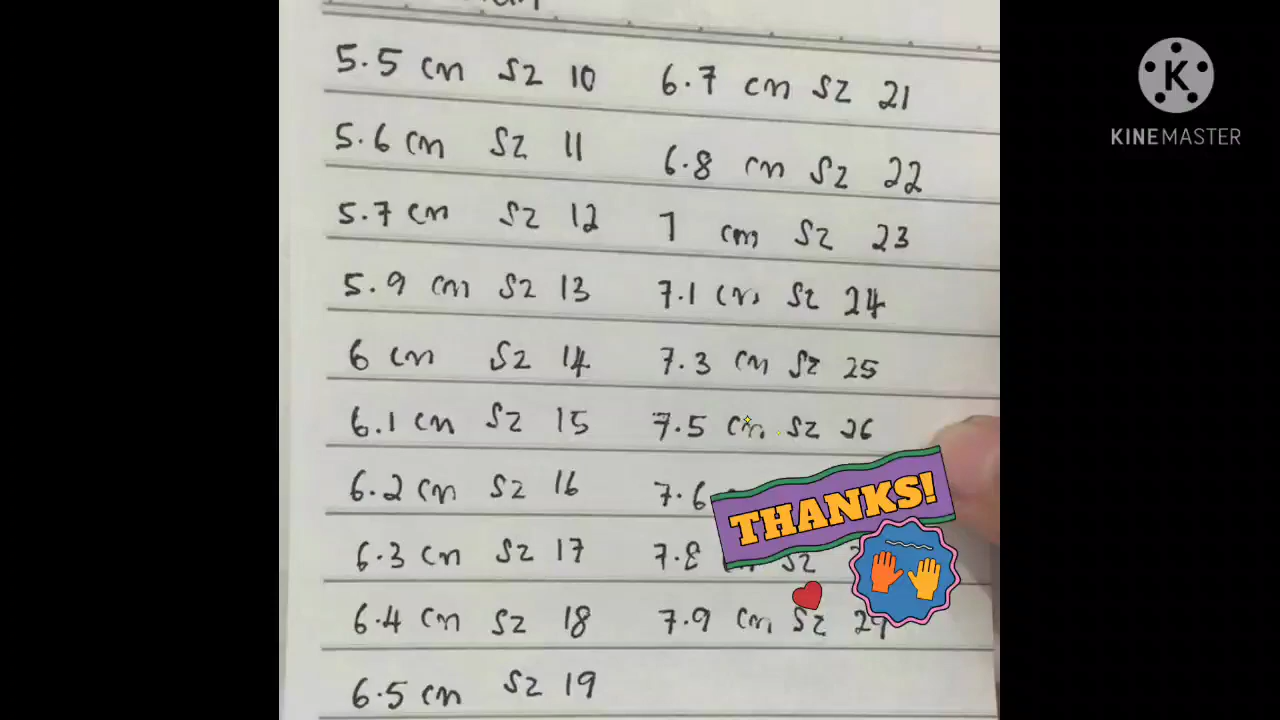 5.5 cm Sz 10 6.7 cm Sz 21
5.6 cm Sz 11 6.8 cm Sz 22
5.7 cm Sz 12 7 cm Sz 23
5.9 cm Sz 13 7.1 cm Sz 24
6 cm Sz 14 7.3 cm Sz 25
6.1 cm Sz 15 7.5 cm Sz 26
6.2 cm Sz 16 7.6
6.3 cm Sz 17 7.8 Sz
6.4 cm Sz 18 7.9 cm Sz 29
6.5 cm Sz 19
THANKS!
K
KINEMASTER